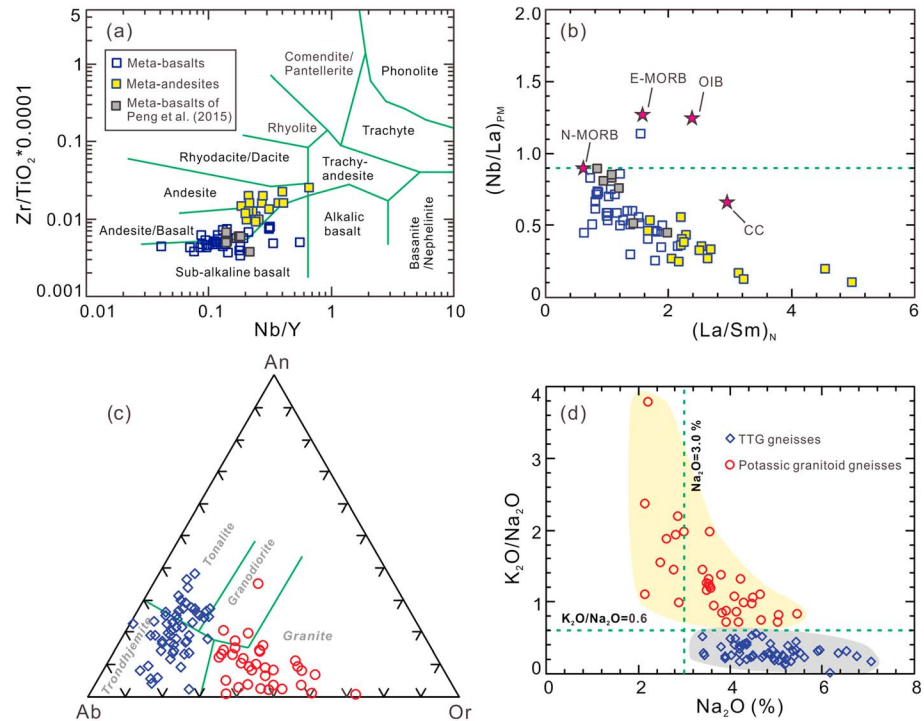 (a)
Meta-basalts
Meta-andesites
Meta-basalts of
Peng et al. (2015)
Comendite/
Pantellerite
Phonolite
Rhyolite
Trachyte
Rhyodacite/Dacite
Trachy-
andesite
Andesite
Andesite/Basalt
Alkalic
basalt
Basanite
/Nephelinite
Sub-alkaline basalt
5
1
0.1
0.01
0.001
Zr/TiO2*0.0001
0.01
0.1
1
10
Nb/Y
(b)
E-MORB
OIB
N-MORB
CC
2.0
1.5
1.0
0.5
0.0
(Nb/La)PM
0
2
4
6
(La/Sm)N
(c)
An
Tonalite
Granodiorite
Trondhjemite
Granite
Ab
Or
(d)
TTG gneisses
Potassic granitoid gneisses
Na2O=3.0 %
K2O/Na2O=0.6
4
3
2
1
0
K2O/Na2O
0
2
4
6
8
Na2O (%)